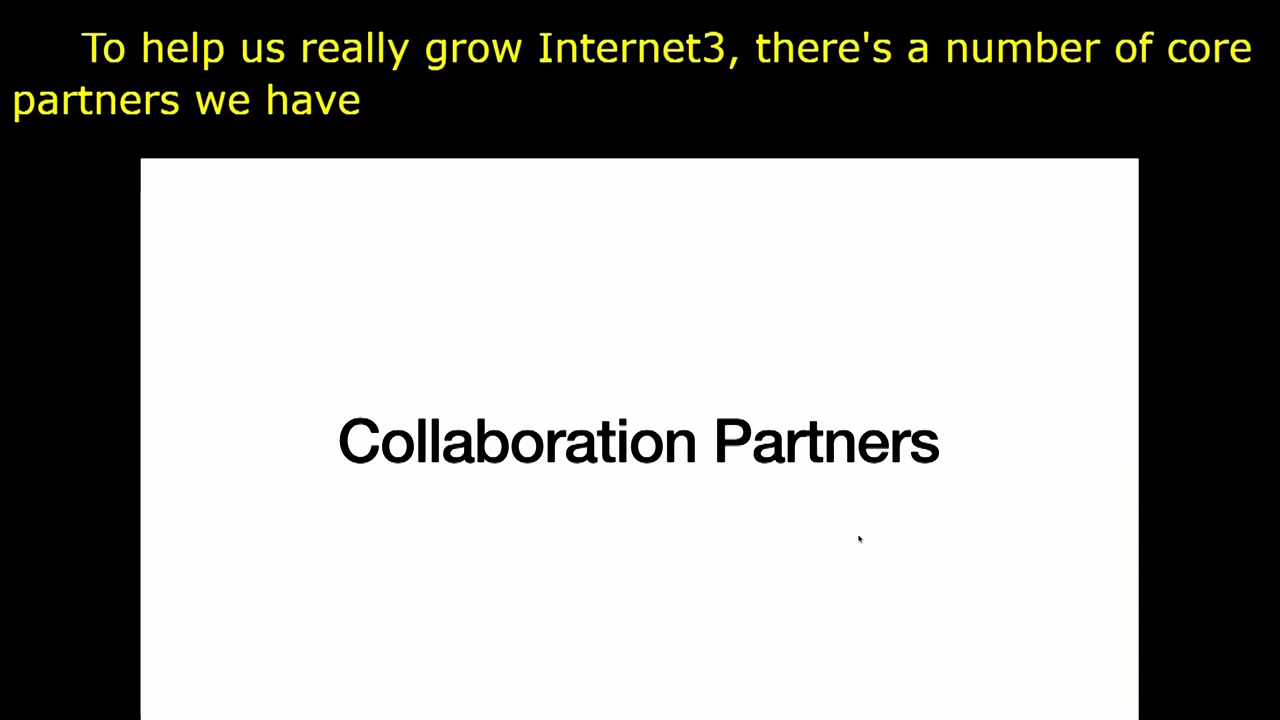 To help us really grow Internet3, there's a number of core
partners we have
Collaboration Partners